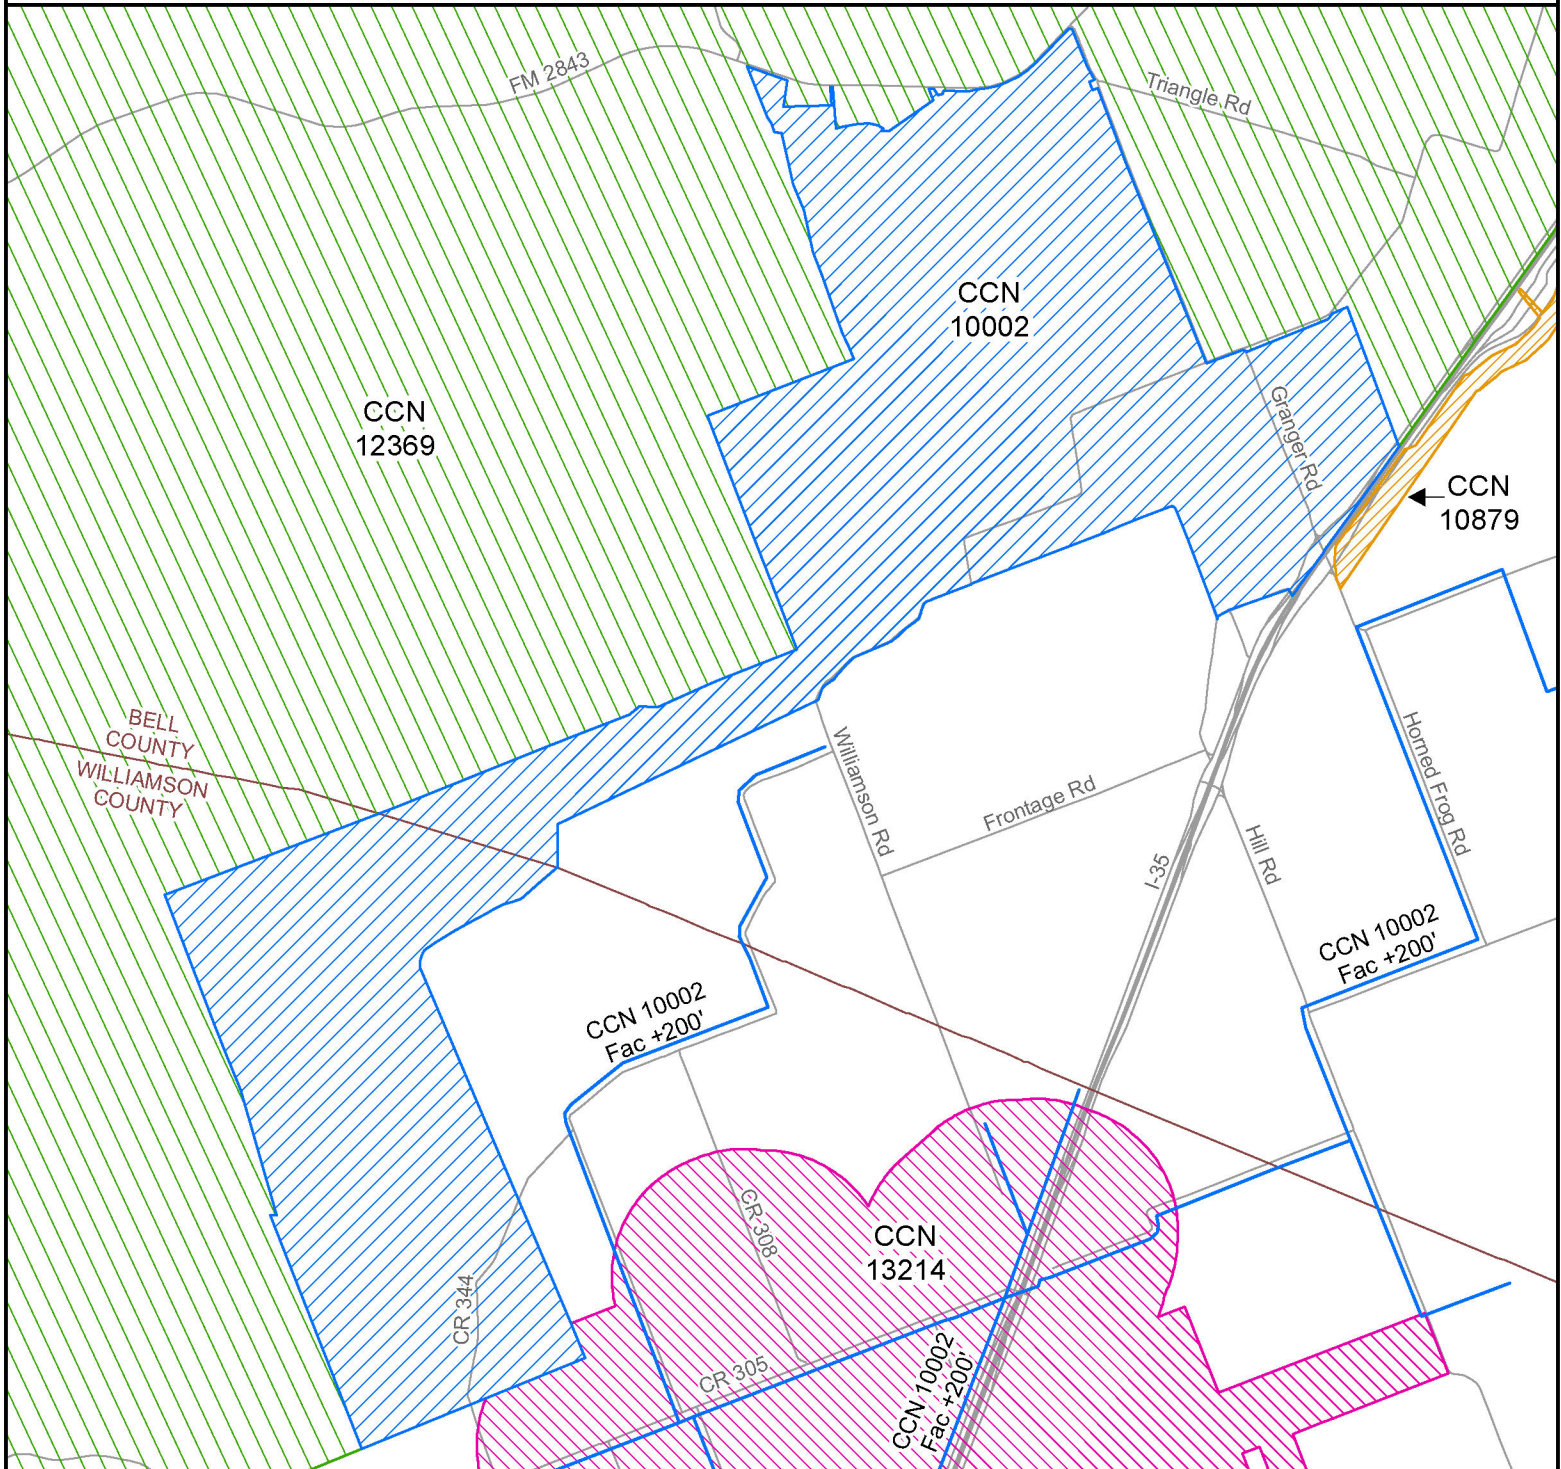 FM 2843
Triangle Rd
CCN
10002
CCN
12369
Granger Rd
CCN
10879
BELL
COUNTY
WILLIAMSON
COUNTY
Williamson Rd
Frontage Rd
Horned Frog Rd
I-35
Hill Rd
CCN 10002
Fac +200'
CCN 10002
Fac +200'
CR 308
CCN
13214
CR 344
CR 305
CCN 10002
Fac +200'